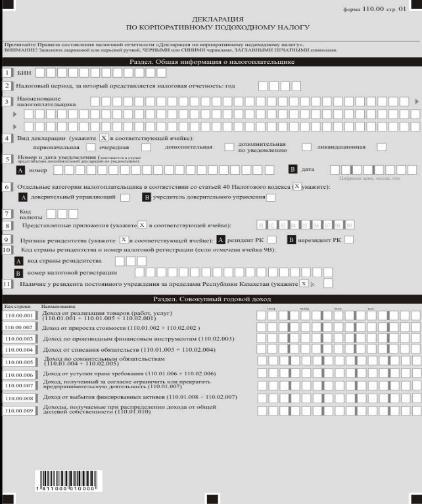 форма 110.00 стр. 01
ДЕКЛАРАЦИЯ
ПО КОРПОРАТИВНОМУ ПОДОХОДНОМУ НАЛОГУ
Прочитайте Правила составления налоговой отчетности «Декларация по корпоративному подоходному налогу».
ВНИМАНИЕ! Заполнять шариковой или перьевой ручкой, ЧЕРНЫМИ или СИНИМИ чернилами, ЗАГЛАВНЫМИ ПЕЧАТНЫМИ символами.
Раздел. Общая информация о налогоплательщике
1 БИН
2 Налоговый период, за который представляется налоговая отчетность: год
3 Наименование
налогоплательщика
4 Вид декларации (укажите X в соответствующей ячейке):
первоначальная очередная дополнительная дополнительная
по уведомлению ликвидационная
5 Номер и дата уведомления
A номер B дата
6 Отдельные категории налогоплательщика в соответствии со статьей 40 Налогового кодекса (X укажите):
A доверительный управляющий B учредитель доверительного управления
7 Код
валюты
8 Представленные приложения (укажите X в соответствующей ячейке):
9 Признак резидентства (укажите X в соответствующей ячейке): A резидент РК B нерезидент РК
10 Код страны резидентства и номер налоговой регистрации (если отмечена ячейка 9B):
A код страны резидентства
B номер налоговой регистрации
11 Наличие у резидента постоянного учреждения за пределами Республики Казахстан (укажите X ):
Раздел. Совокупный годовой доход
Код строки Наименование
110.00.001 Доход от реализации товаров (работ, услуг)
(110.01.001 + 110.01.005 + 110.02.001)
110.00.002 Доход от прироста стоимости (110.01.002 + 110.02.002 )
110.00.003 Доход по производным финансовым инструментам (110.02.003)
110.00.004 Доход от списания обязательств (110.01.003 + 110.02.004)
110.00.005 Доход по сомнительным обязательствам
(110.01.004 + 110.02.005)
110.00.006 Доход от уступки права требования (110.01.006 + 110.02.006)
110.00.007 Доход, полученный за согласие ограничить или прекратить
предпринимательскую деятельность (110.01.007)
110.00.008 Доход от выбытия фиксированных активов (110.01.008 + 110.02.007)
110.00.009 Доходы, получаемые при распределении дохода от общей
долевой собственности (110.01.010)